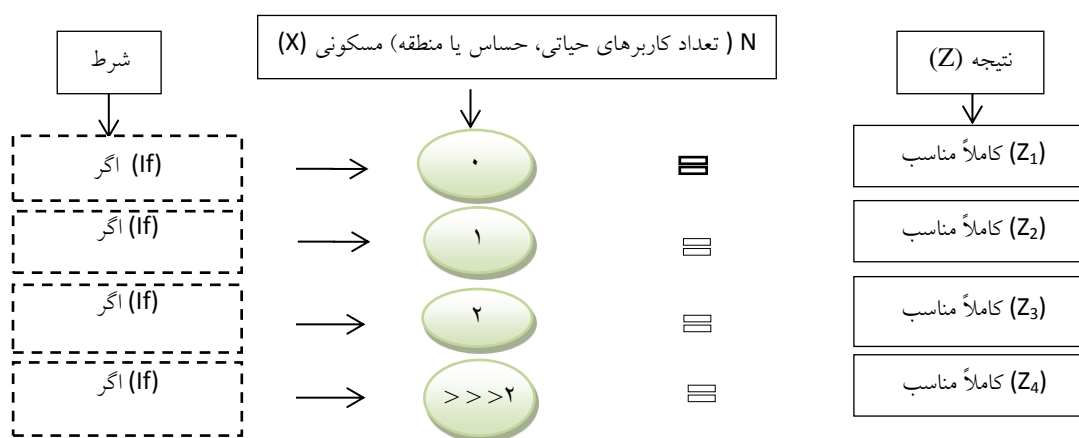 شرط
N ( تعداد کاربرهای حیاتی، حساس یا منطقه) مسکونی (X)
نتیجه (Z)
(If) اگر
۰
=
(Z1) کاملاً مناسب
(If) اگر
۱
=
(Z2) کاملاً مناسب
(If) اگر
۲
=
(Z3) کاملاً مناسب
(If) اگر
>>>۲
=
(Z4) کاملاً مناسب